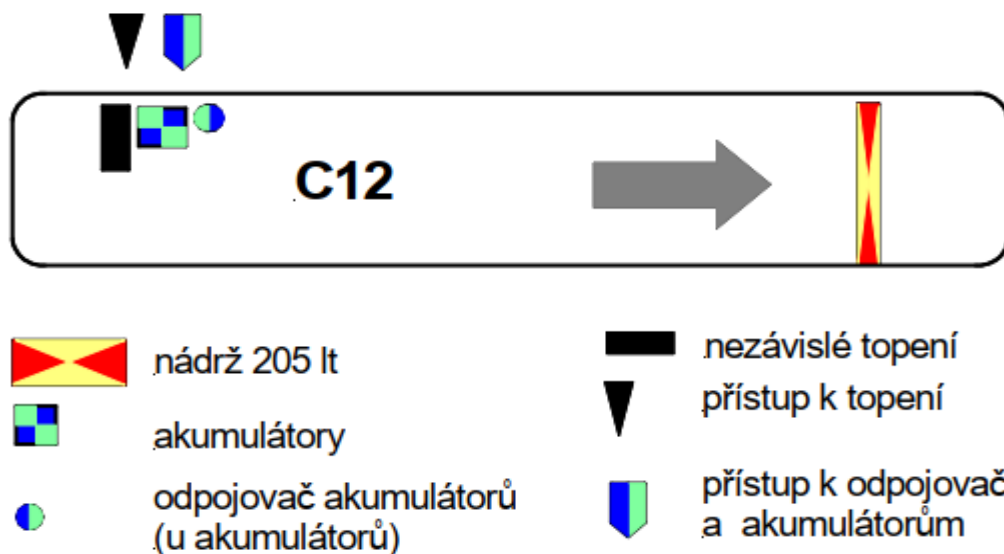 C12
nádrž 205 lt
akumulátory
odpojovač akumulátorů
(u akumulátorů)
nezávislé topení
přístup k topení
přístup k odpojovač
a akumulátorům